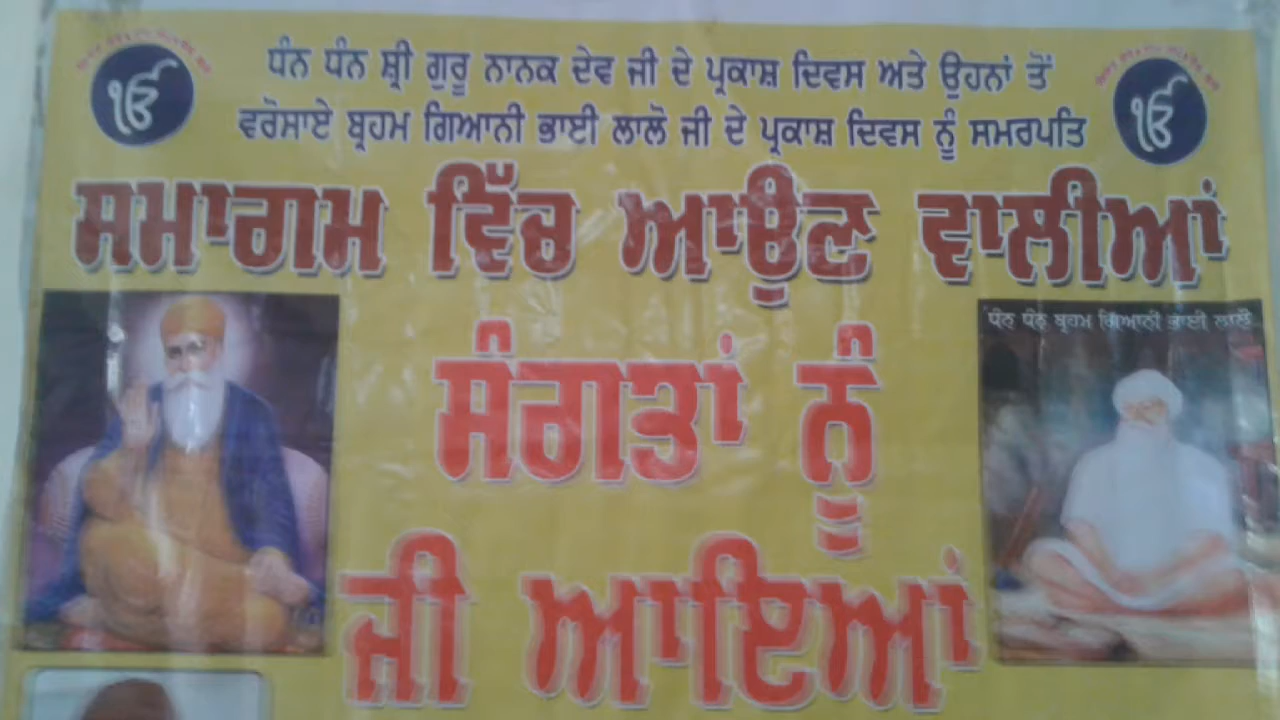 ਧੰਨ ਧੰਨ ਸ਼੍ਰੀ ਗੁਰੂ ਨਾਨਕ ਦੇਵ ਜੀ ਦੇ ਪ੍ਰਕਾਸ਼ ਦਿਵਸ ਅਤੇ ਉਹਨਾਂ ਤੋਂ
ਵਰੋਸਾਏ ਬ੍ਰਹਮ ਗਿਆਨੀ ਭਾਈ ਲਾਲੋ ਜੀ ਦੇ ਪ੍ਰਕਾਸ਼ ਦਿਵਸ ਨੂੰ ਸਮਰਪਤਿ
ਸਮਾਗਮ ਵਿੱਚ ਆਉਣ ਵਾਲੀਆਂ
ਧੰਨ ਧੰਨ ਬ੍ਰਹਮ ਗਿਆਨੀ ਭਾਈ ਲਾਲੋ
ਸੰਗਤਾਂ ਨੂੰ
ਜੀ ਆਇਆਂ
ੴ
ੴ